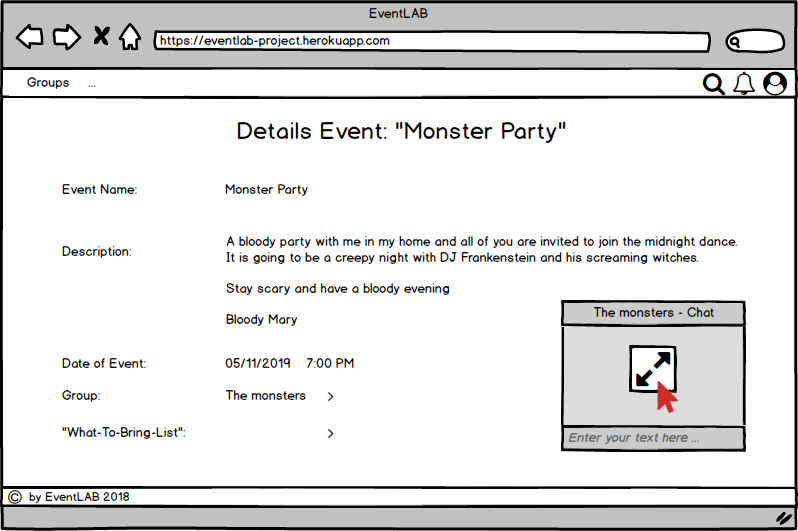 EventLAB
https://eventlab-project.herokuapp.com
Groups ...
Details Event: "Monster Party"
Event Name: Monster Party
Description:
A bloody party with me in my home and all of you are invited to join the midnight dance.
It is going to be a creepy night with DJ Frankenstein and his screaming witches.
Stay scary and have a bloody evening
Bloody Mary
Date of Event: 05/11/2019 7:00 PM
Group: The monsters >
"What-To-Bring-List": >
The monsters - Chat
Enter your text here ...
© by EventLAB 2018